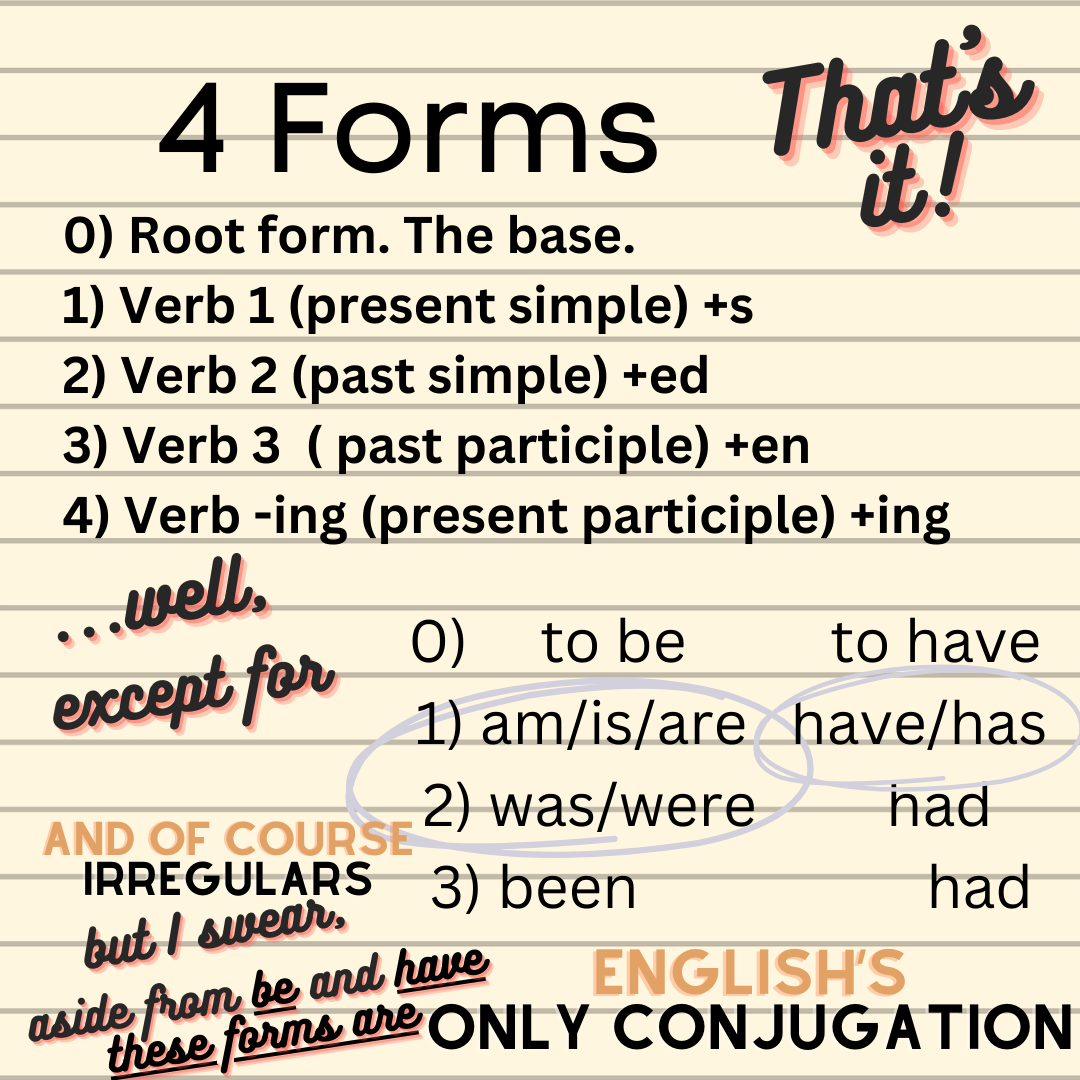 4 Forms
That's
it!
0) Root form. The base.
1) Verb 1 (present simple) +s
2) Verb 2 (past simple) +ed
3) Verb 3  ( past participle) +en
4) Verb -ing (present participle) +ing
...well,
except for
0) to be to have
1) am/is/are have/has
2) was/were had
3) been had
AND OF COURSE
IRREGULARS
but I swear,
aside from be and have
these forms are
ENGLISH'S
ONLY CONJUGATION